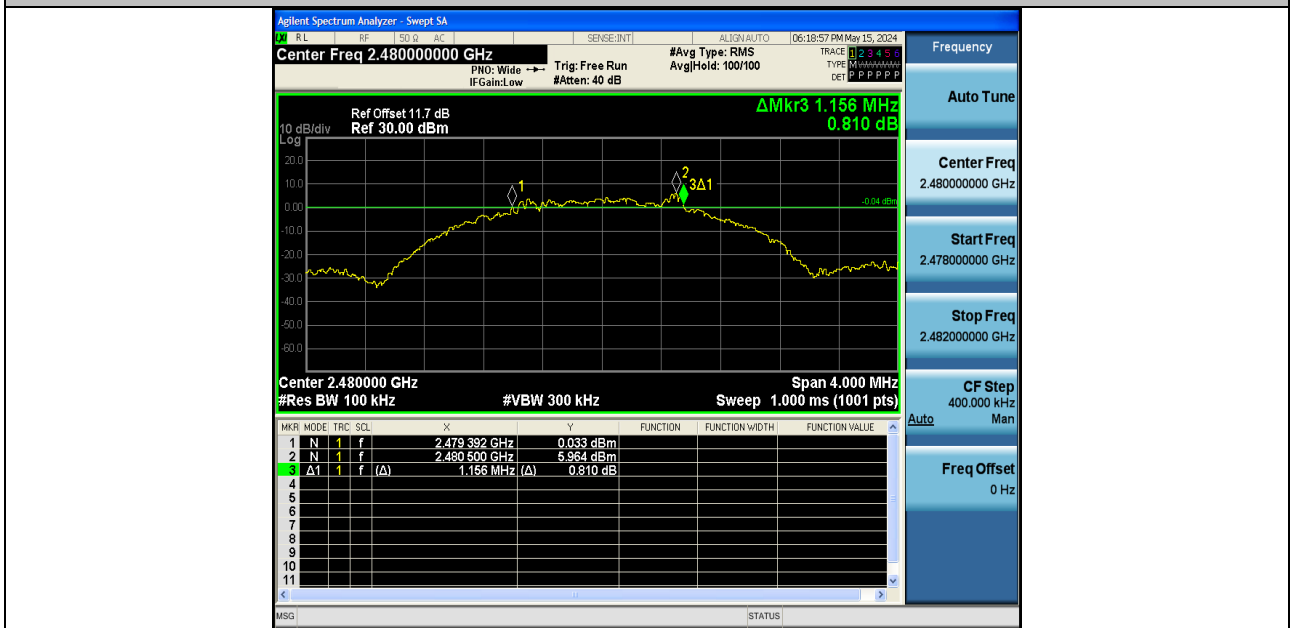 Agilent Spectrum Analyzer - Swept SA
RL RF 50 Ω AC SENSE:INT ALIGN AUTO 06:18:57 PM May 15, 2024
Center Freq 2.480000000 GHz
PNO: Wide
IFGain:Low
Trig: Free Run
#Atten: 40 dB
#Avg Type: RMS
Avg|Hold: 100/100
TRACE 1 2 3 4 5 6
TYPE M
DET P P P P P P
Frequency
Auto Tune
Center Freq
2.480000000 GHz
Start Freq
2.478000000 GHz
Stop Freq
2.482000000 GHz
CF Step
400.000 kHz
Auto Man
Freq Offset
0 Hz
ΔMkr3 1.156 MHz
0.810 dB
Ref Offset 11.7 dB
10 dB/div Ref 30.00 dBm
Log
20.0
10.0
0.00
-10.0
-20.0
-30.0
-40.0
-50.0
-60.0
1
2
3Δ1
-0.04 dBm
Center 2.480000 GHz Span 4.000 MHz
#Res BW 100 kHz #VBW 300 kHz Sweep 1.000 ms (1001 pts)
MKR MODE TRC SCL X Y FUNCTION FUNCTION WIDTH FUNCTION VALUE
1 N 1 f 2.479 392 GHz 0.033 dBm
2 N 1 f 2.480 500 GHz 5.964 dBm
3 Δ1 1 f (Δ) 1.156 MHz (Δ) 0.810 dB
4
5
6
7
8
9
10
11
MSG STATUS